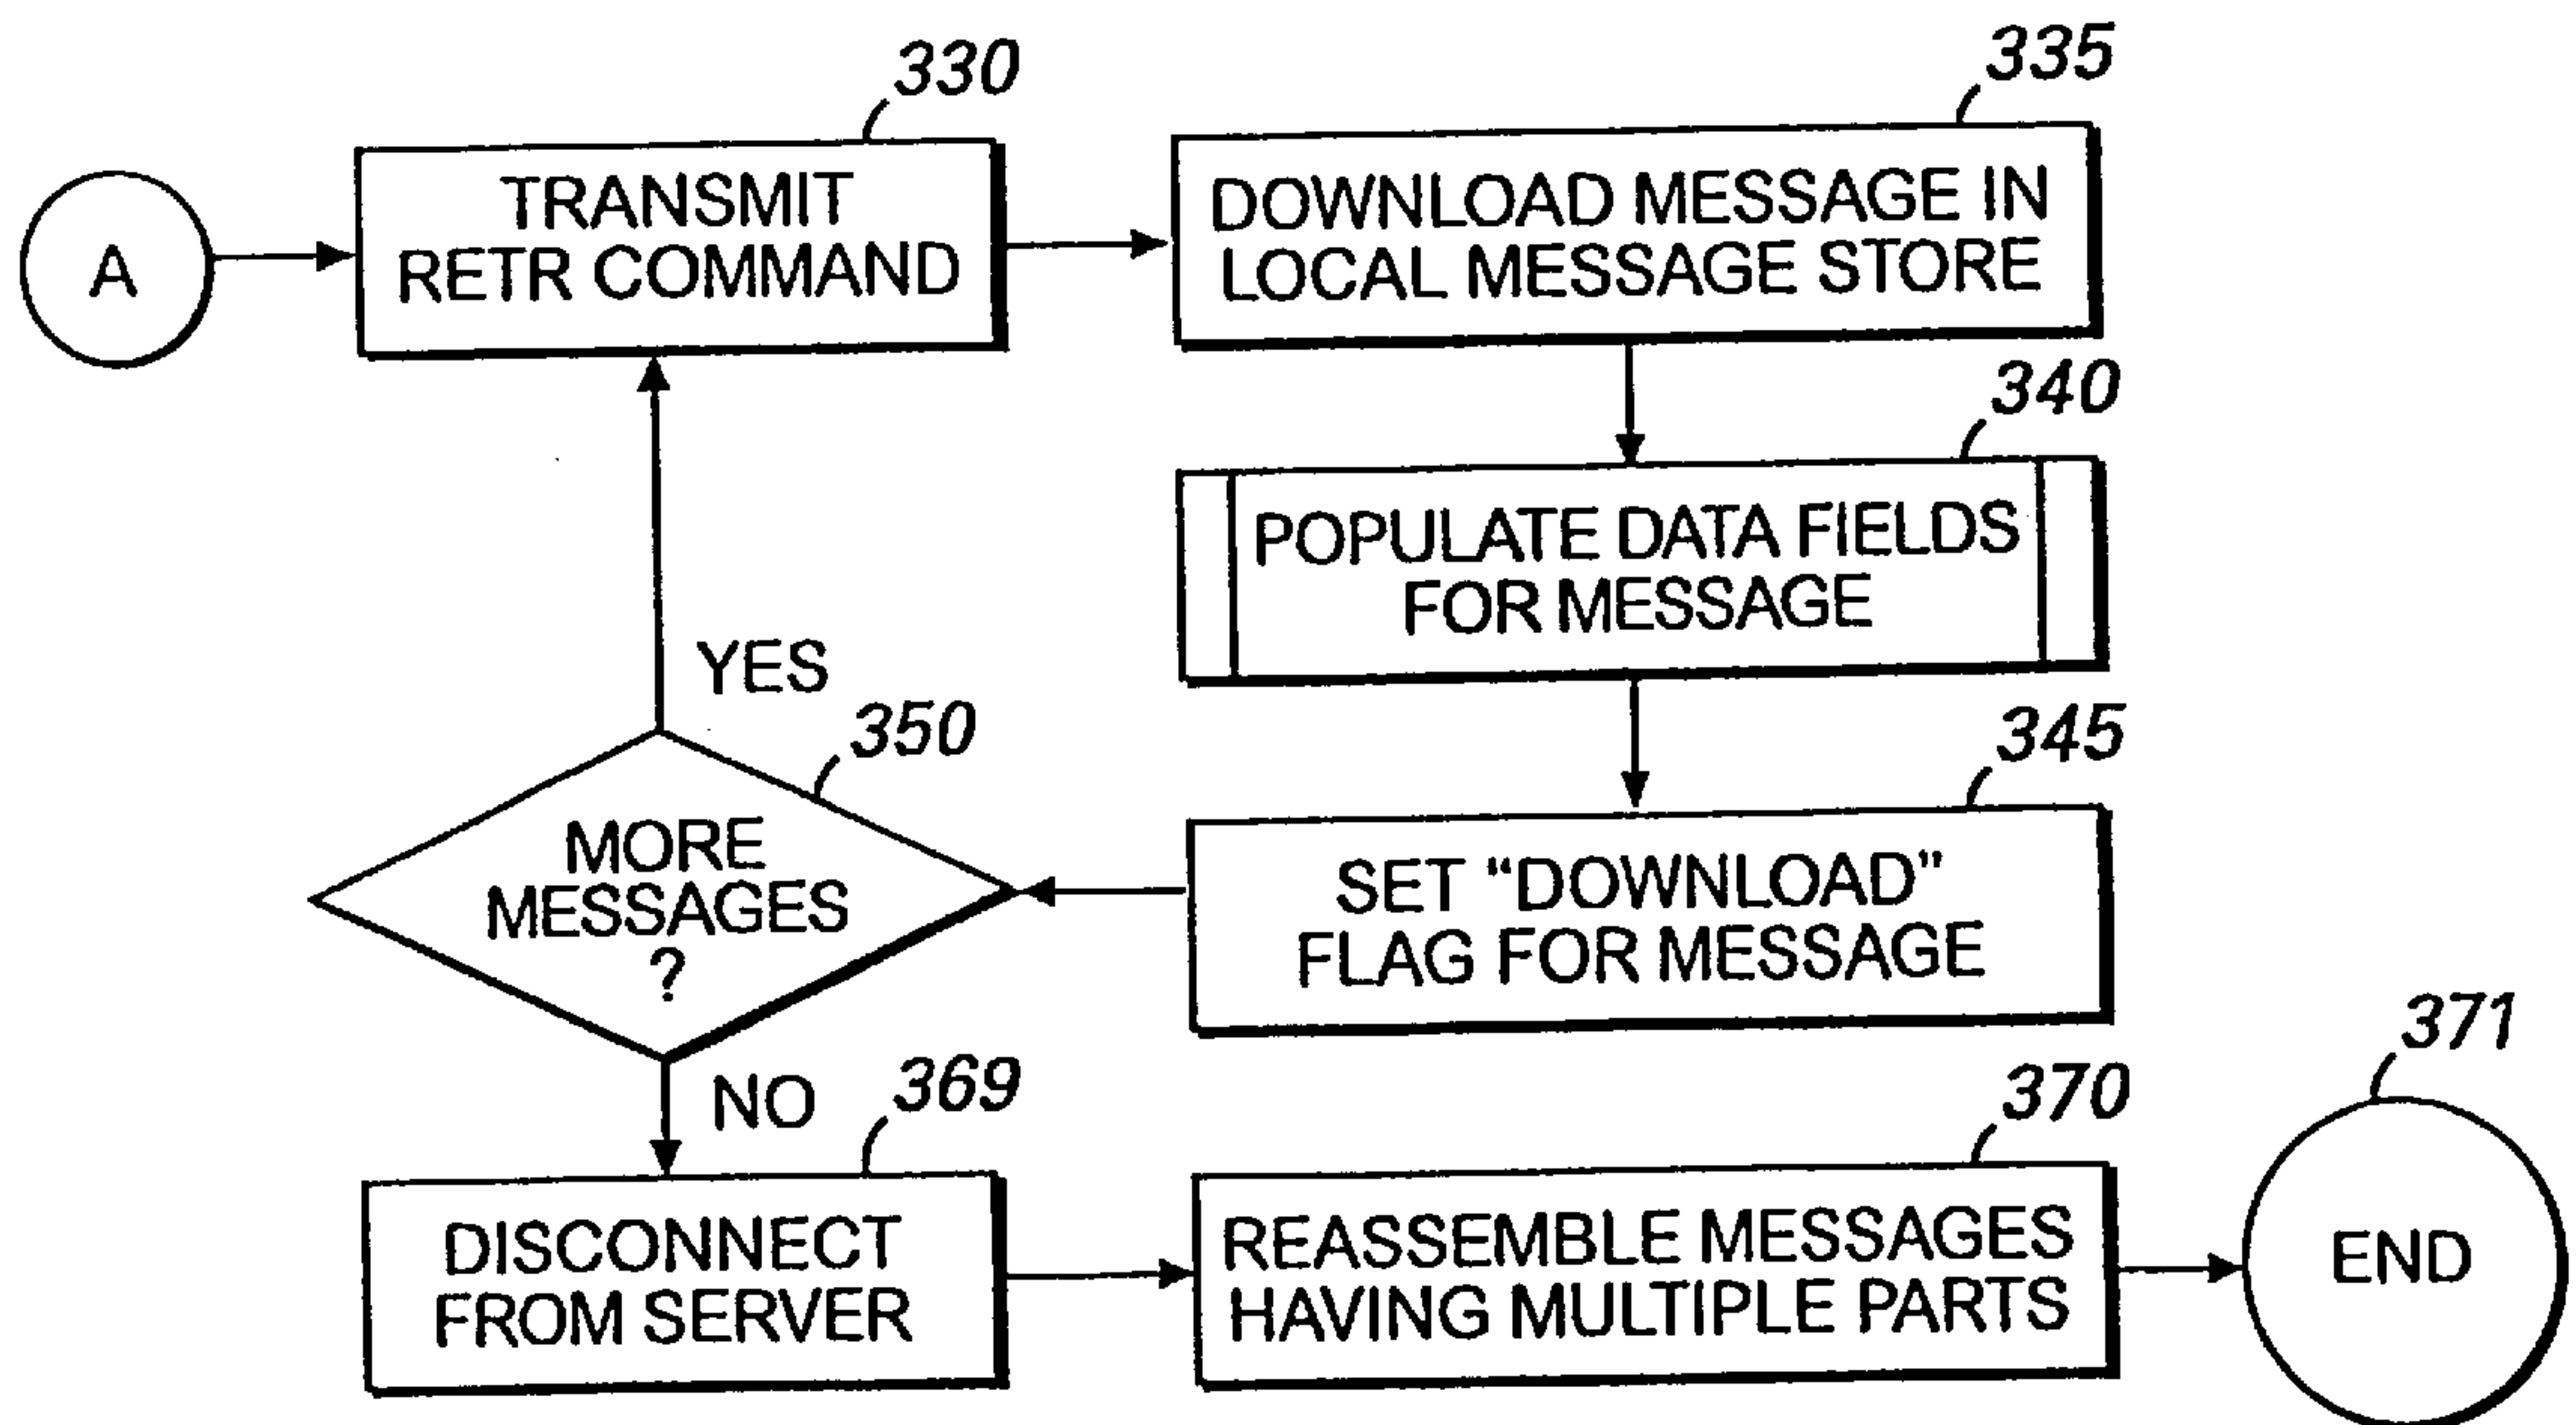 330
A
TRANSMIT
RETR COMMAND
335
DOWNLOAD MESSAGE IN
LOCAL MESSAGE STORE
340
POPULATE DATA FIELDS
FOR MESSAGE
345
SET “DOWNLOAD”
FLAG FOR MESSAGE
YES
350
MORE
MESSAGES
?
NO
369
DISCONNECT
FROM SERVER
370
REASSEMBLE MESSAGES
HAVING MULTIPLE PARTS
371
END